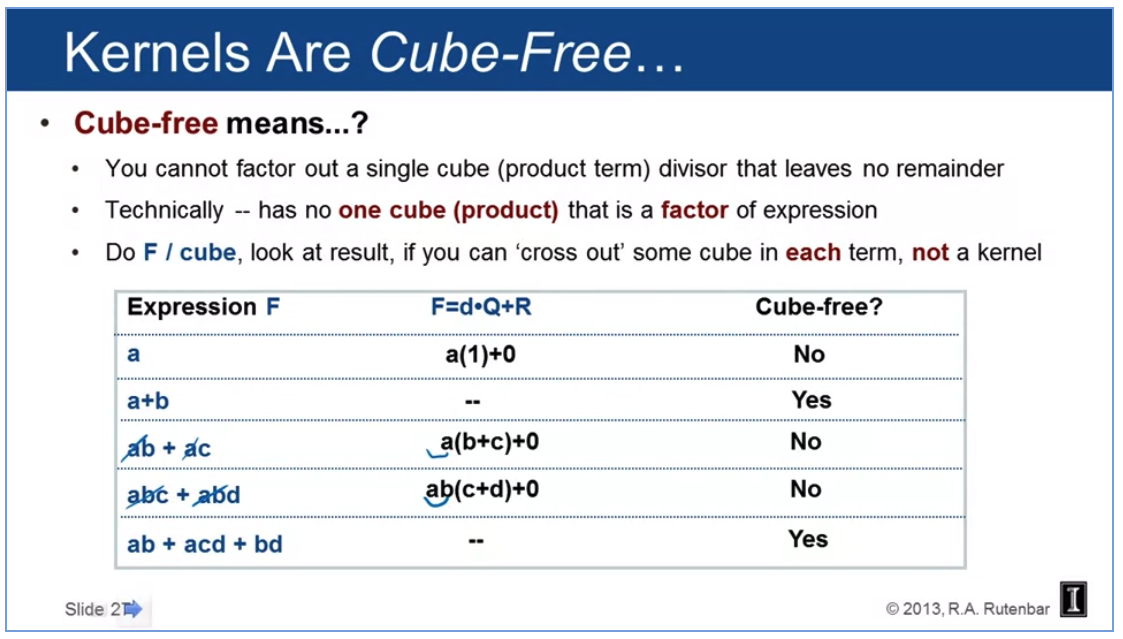 Kernels Are Cube-Free…
• Cube-free means...?
• You cannot factor out a single cube (product term) divisor that leaves no remainder
• Technically -- has no one cube (product) that is a factor of expression
• Do F / cube, look at result, if you can ‘cross out’ some cube in each term, not a kernel
Expression F F=d•Q+R Cube-free?
a a(1)+0 No
a+b -- Yes
ab + ac a(b+c)+0 No
abc + abd ab(c+d)+0 No
ab + acd + bd -- Yes
Slide © 2013, R.A. Rutenbar I